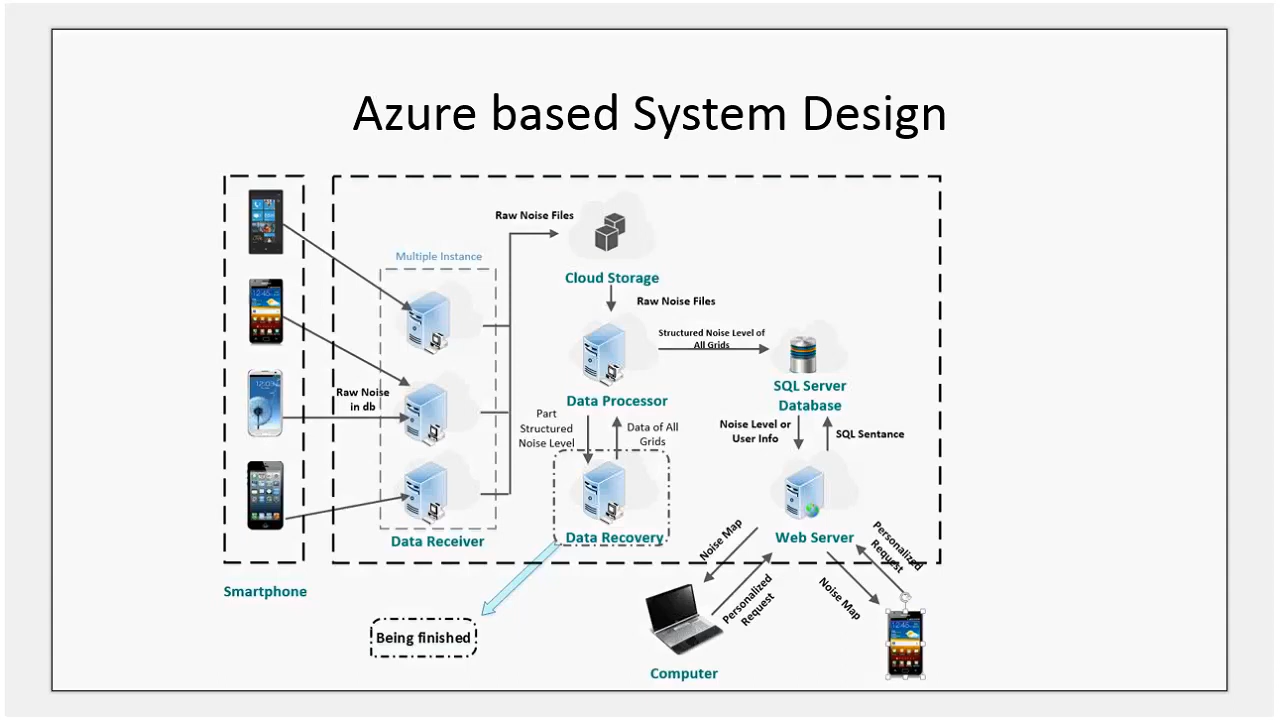 Azure based System Design
Raw Noise Files
Multiple Instance
Cloud Storage
Raw Noise Files
Structured Noise Level of
All Grids
SQL Server
Database
Raw Noise
in db
Data Processor
Part
Structured
Noise Level
Data of All
Grids
Noise Level or
User Info
SQL Sentance
Data Receiver
Data Recovery
Web Server
Smartphone
Noise Map
Personalized
Request
Noise Map
Personalized
Request
Being finished
Computer